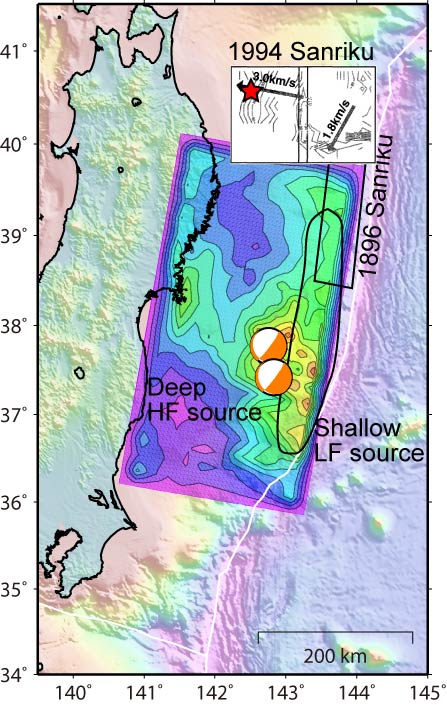 1994 Sanriku
3.0km/s
1.8km/s
1896 Sanriku
Deep
HF source
Shallow
LF source
200 km
41°
40°
39°
38°
37°
36°
35°
34°
140°
141°
142°
143°
144°
145°